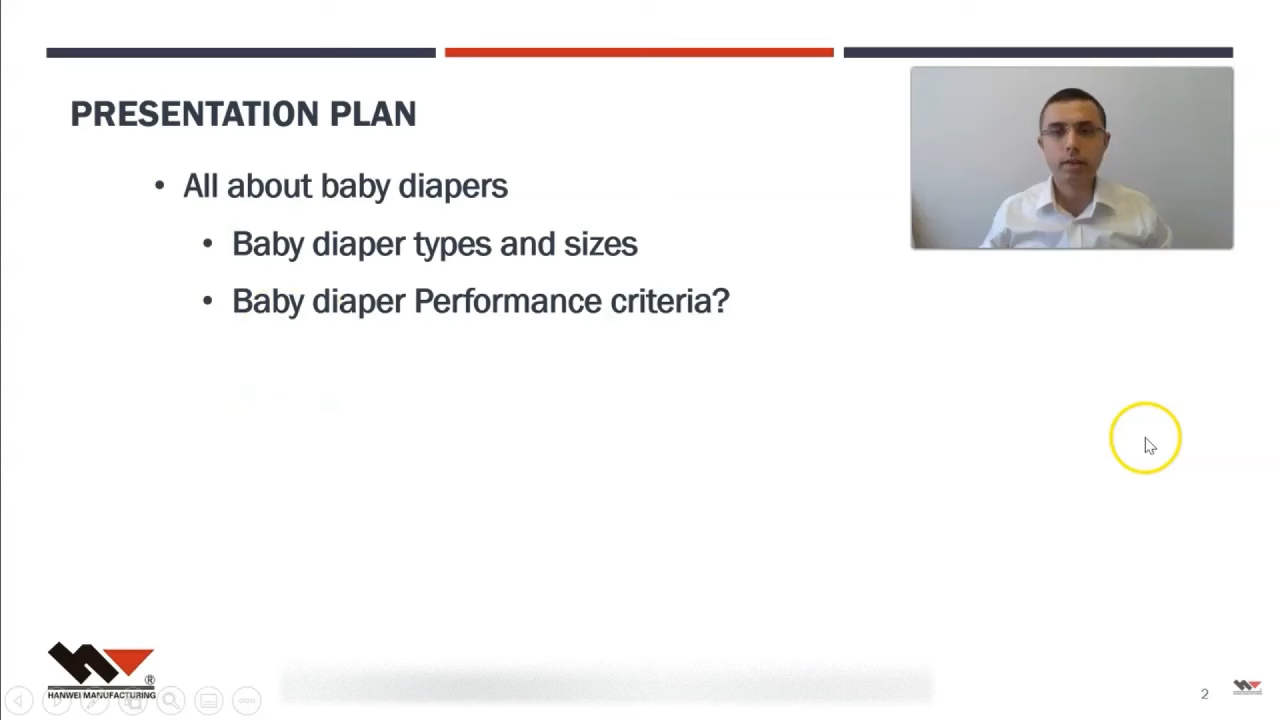 PRESENTATION PLAN
• All about baby diapers
• Baby diaper types and sizes
• Baby diaper Performance criteria?
®
HANWEI MANUFACTURING
2